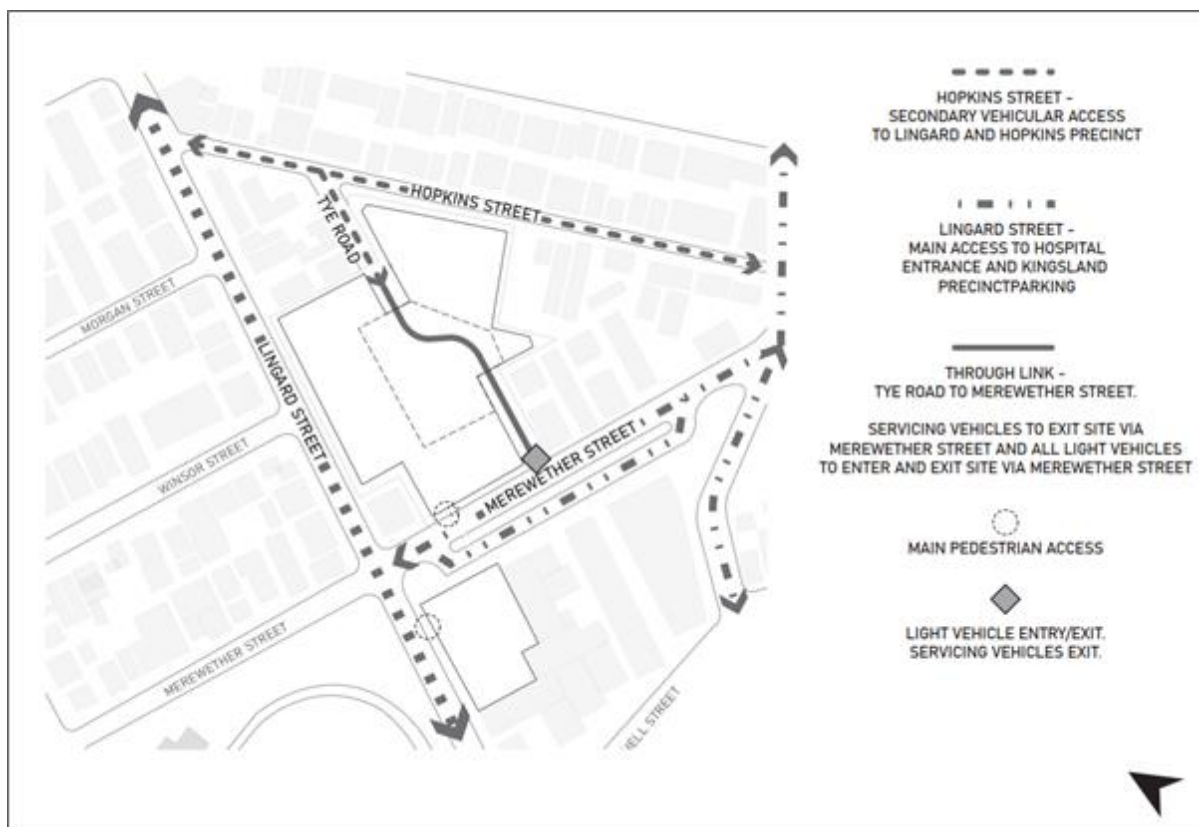 HOPKINS STREET -
SECONDARY VEHICULAR ACCESS
TO LINGARD AND HOPKINS PRECINCT
LINGARD STREET -
MAIN ACCESS TO HOSPITAL
ENTRANCE AND KINGSLAND
PRECINCTPARKING
THROUGH LINK -
TYE ROAD TO MEREWETHER STREET.
SERVICING VEHICLES TO EXIT SITE VIA
MEREWETHER STREET AND ALL LIGHT VEHICLES
TO ENTER AND EXIT SITE VIA MEREWETHER STREET
MAIN PEDESTRIAN ACCESS
LIGHT VEHICLE ENTRY/EXIT.
SERVICING VEHICLES EXIT.
HOPKINS STREET
TYE ROAD
MORGAN STREET
LINGARD STREET
WINSOR STREET
MEREWETHER STREET
MEREWETHER STREET
ELL STREET